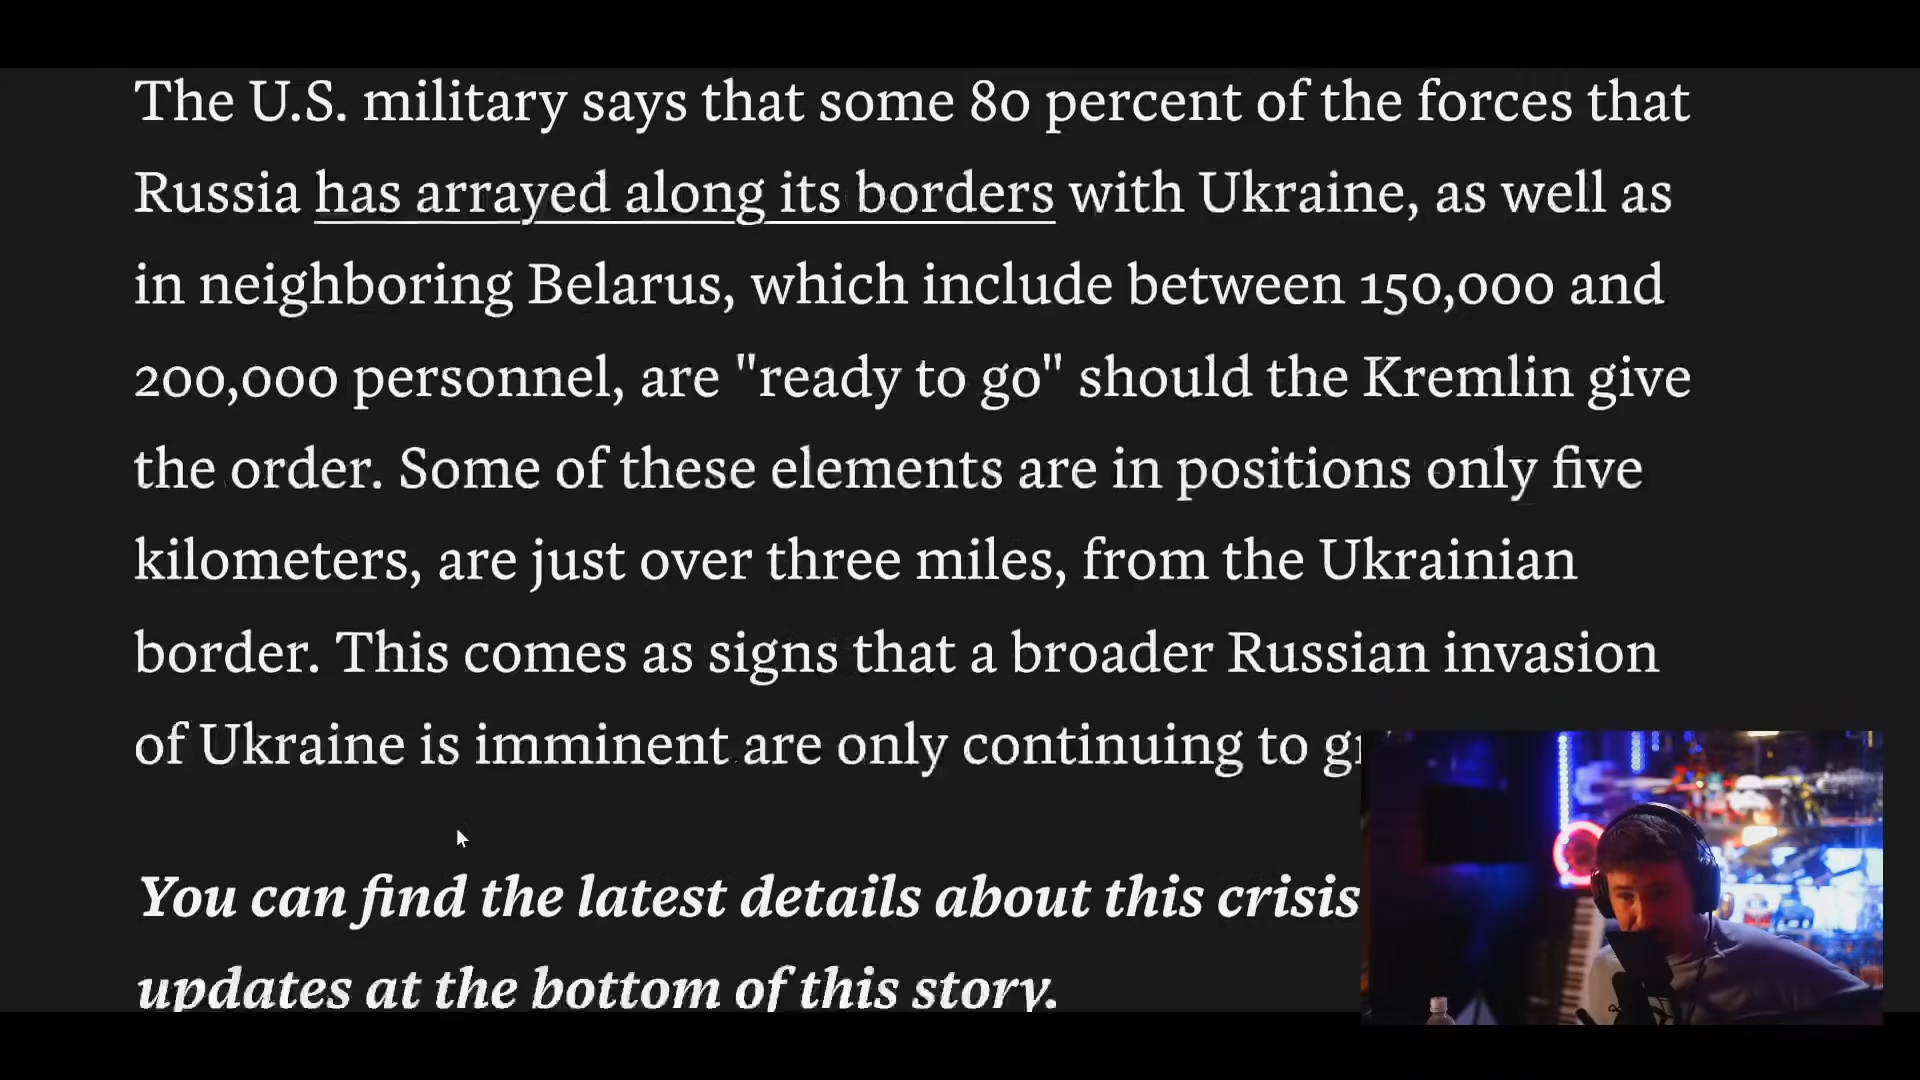 The U.S. military says that some 80 percent of the forces that
Russia has arrayed along its borders with Ukraine, as well as
in neighboring Belarus, which include between 150,000 and
200,000 personnel, are "ready to go" should the Kremlin give
the order. Some of these elements are in positions only five
kilometers, are just over three miles, from the Ukrainian
border. This comes as signs that a broader Russian invasion
of Ukraine is imminent are only continuing to
You can find the latest details about this crisis
updates at the bottom of this story.